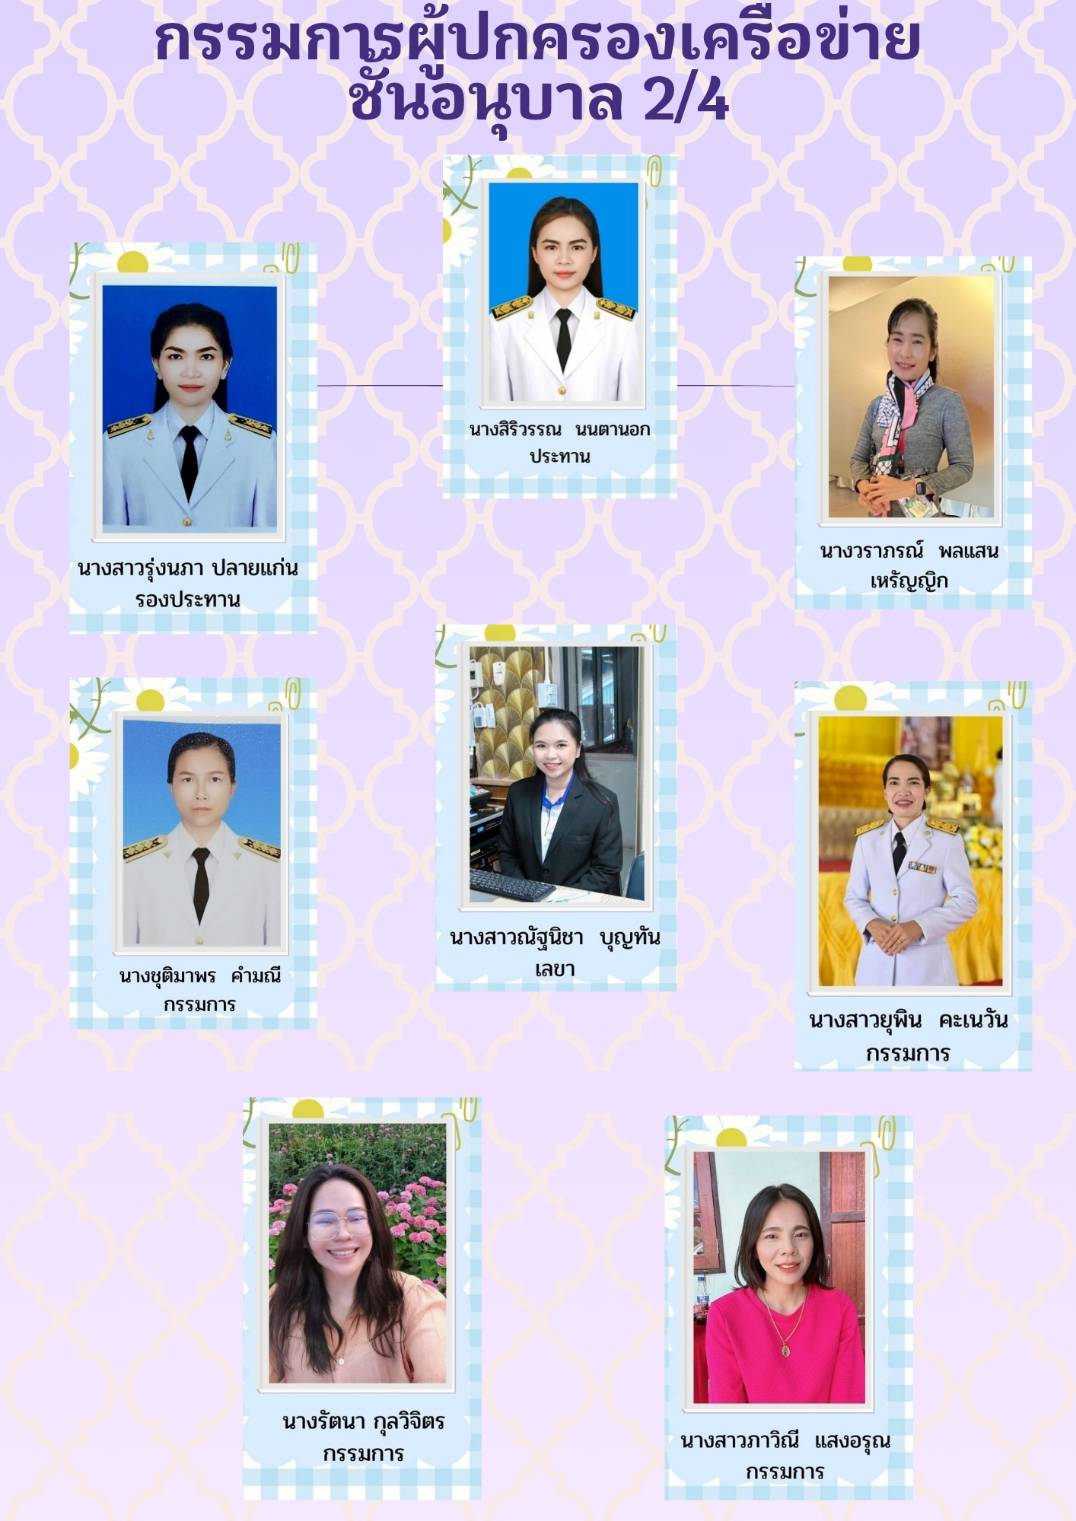 กรรมการผู้ปกครองเครือข่าย
ชั้นอนุบาล 2/4
นางสิริวรรณ นนตานอก
ประทาน
นางสาวรุ่งนภา ปลายแก่น
รองประทาน
นางวราภรณ์ พลแสน
เหรัญญิก
นางชุติมาพร คำมณี
กรรมการ
นางสาวณัฐนิชา บุญทัน
เลขา
นางสาวยุพิน คะเนวัน
กรรมการ
นางรัตนา กุลวิจิตร
กรรมการ
นางสาวภาวิณี แสงอรุณ
กรรมการ